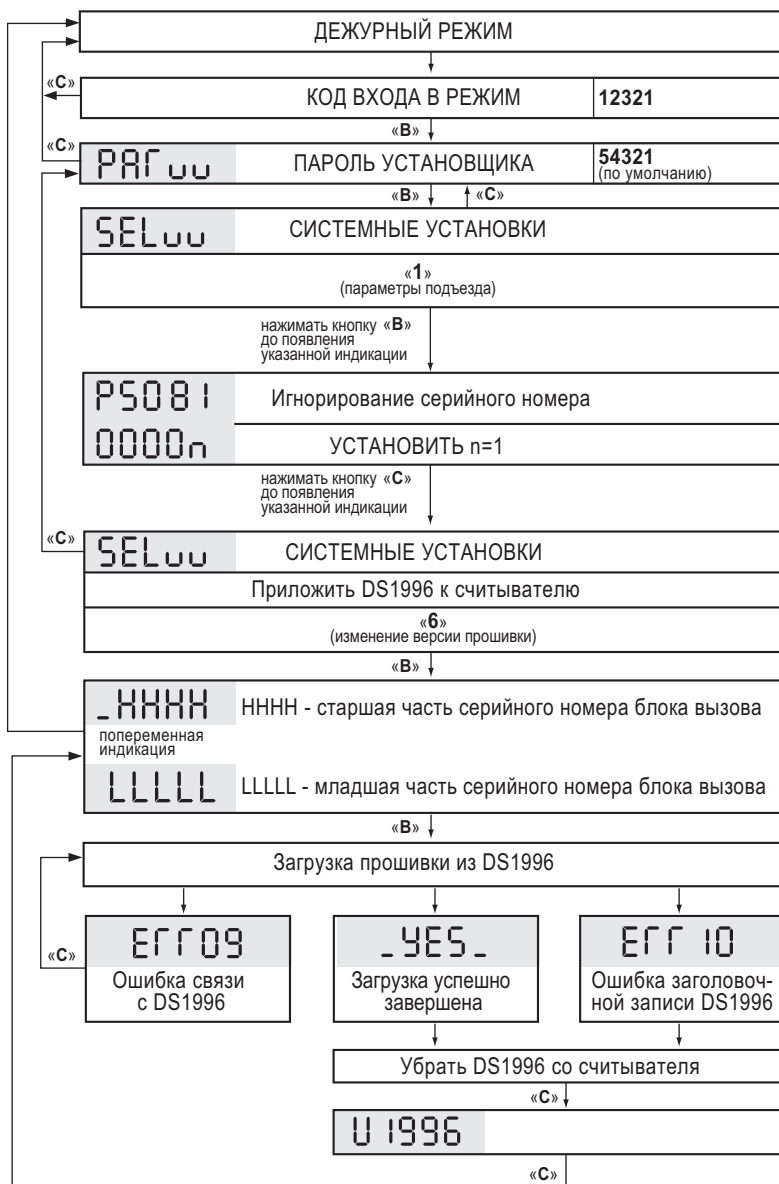 ДЕЖУРНЫЙ РЕЖИМ
«С»
КОД ВХОДА В РЕЖИМ 12321
«В»
«С»
PAГuu ПАРОЛЬ УСТАНОВЩИКА 54321
(по умолчанию)
«В» «С»
SELuu СИСТЕМНЫЕ УСТАНОВКИ
«1»
(параметры подъезда)
нажимать кнопку «В»
до появления
указанной индикации
PS081 Игнорирование серийного номера
0000n УСТАНОВИТЬ n=1
нажимать кнопку «С»
до появления
указанной индикации
«С»
SELuu СИСТЕМНЫЕ УСТАНОВКИ
Приложить DS1996 к считывателю
«6»
(изменение версии прошивки)
«В»
_HHHH HHHH - старшая часть серийного номера блока вызова
попеременная
индикация
LLLLL LLLLL - младшая часть серийного номера блока вызова
«В»
Загрузка прошивки из DS1996
«С»
EГГ09 _YES_ EГГ10
Ошибка связи Загрузка успешно Ошибка заголовоч-
с DS1996 завершена ной записи DS1996
Убрать DS1996 со считывателя
«С»
U1996
«С»